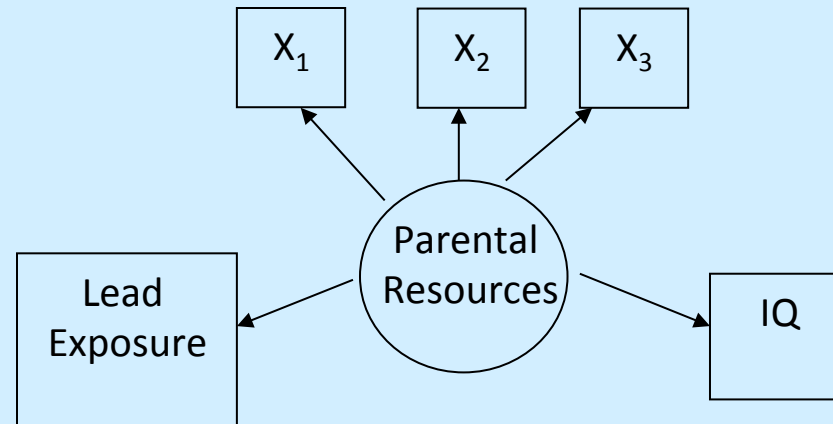 X₁
X₂
X₃
Parental
Resources
Lead
Exposure
IQ